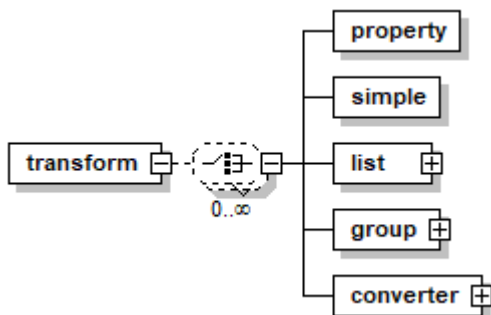 property
simple
transform
list
0..∞
group
converter